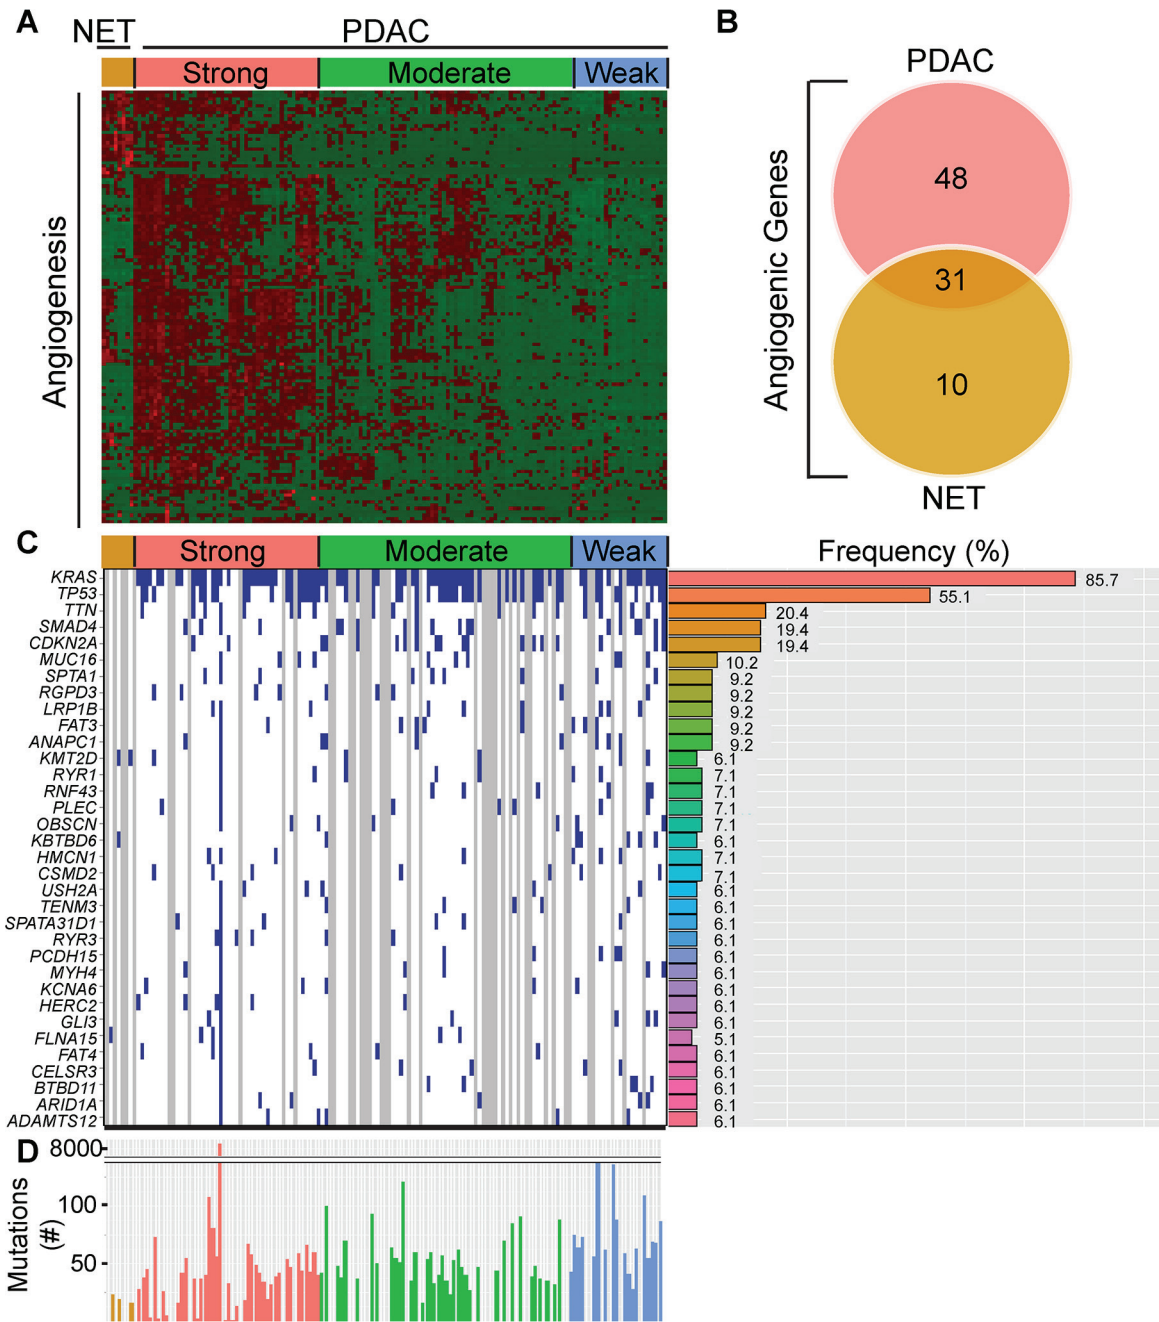 A
NET
PDAC
Strong
Moderate
Weak
Angiogenesis
B
PDAC
48
31
10
NET
Angiogenic Genes
C
Strong
Moderate
Weak
Frequency (%)
KRAS 85.7
TP53 55.1
TTN 20.4
SMAD4 19.4
CDKN2A 19.4
MUC16 10.2
SPTA1 9.2
RGPD3 9.2
LRP1B 9.2
FAT3 9.2
ANAPC1 9.2
KMT2D 6.1
RYR1 7.1
RNF43 7.1
PLEC 7.1
OBSCN 7.1
KBTBD6 6.1
HMCN1 7.1
CSMD2 7.1
USH2A 6.1
TENM3 6.1
SPATA31D1 6.1
RYR3 6.1
PCDH15 6.1
MYH4 6.1
KCNA6 6.1
HERC2 6.1
GLI3 6.1
FLNA15 5.1
FAT4 6.1
CELSR3 6.1
BTBD11 6.1
ARID1A 6.1
ADAMTS12 6.1
D
8000
100
50
Mutations
(#)